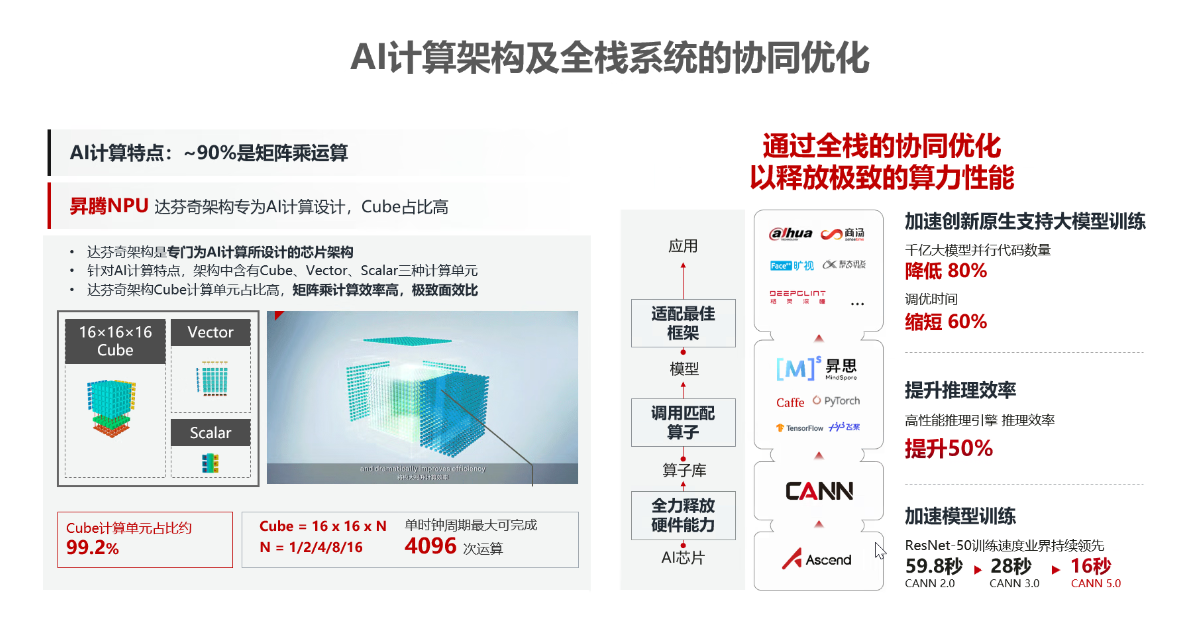 AI计算架构及全栈系统的协同优化
AI计算特点：~90%是矩阵乘运算
昇腾NPU 达芬奇架构专为AI计算设计，Cube占比高
• 达芬奇架构是专门为AI计算所设计的芯片架构
• 针对AI计算特点，架构中含有Cube、Vector、Scalar三种计算单元
• 达芬奇架构Cube计算单元占比高，矩阵乘计算效率高，极致面效比
16×16×16
Cube
Vector
Scalar
and dramatically improves efficiency
Cube计算单元占比约
99.2%
Cube = 16 x 16 x N
N = 1/2/4/8/16
单时钟周期最大可完成
4096 次运算
通过全栈的协同优化
以释放极致的算力性能
应用
适配最佳
框架
模型
调用匹配
算子
算子库
全力释放
硬件能力
AI芯片
alhua
TECHNOLOGY
商汤
sensetime
Face++ 旷视
DEEPGLINT
格灵深瞳
...
[M]s 昇思
MindSpore
Caffe
PyTorch
TensorFlow
飞桨
CANN
Ascend
加速创新原生支持大模型训练
千亿大模型并行代码数量
降低 80%
调优时间
缩短 60%
提升推理效率
高性能推理引擎 推理效率
提升50%
加速模型训练
ResNet-50训练速度业界持续领先
59.8秒 ▶ 28秒 ▶ 16秒
CANN 2.0 CANN 3.0 CANN 5.0